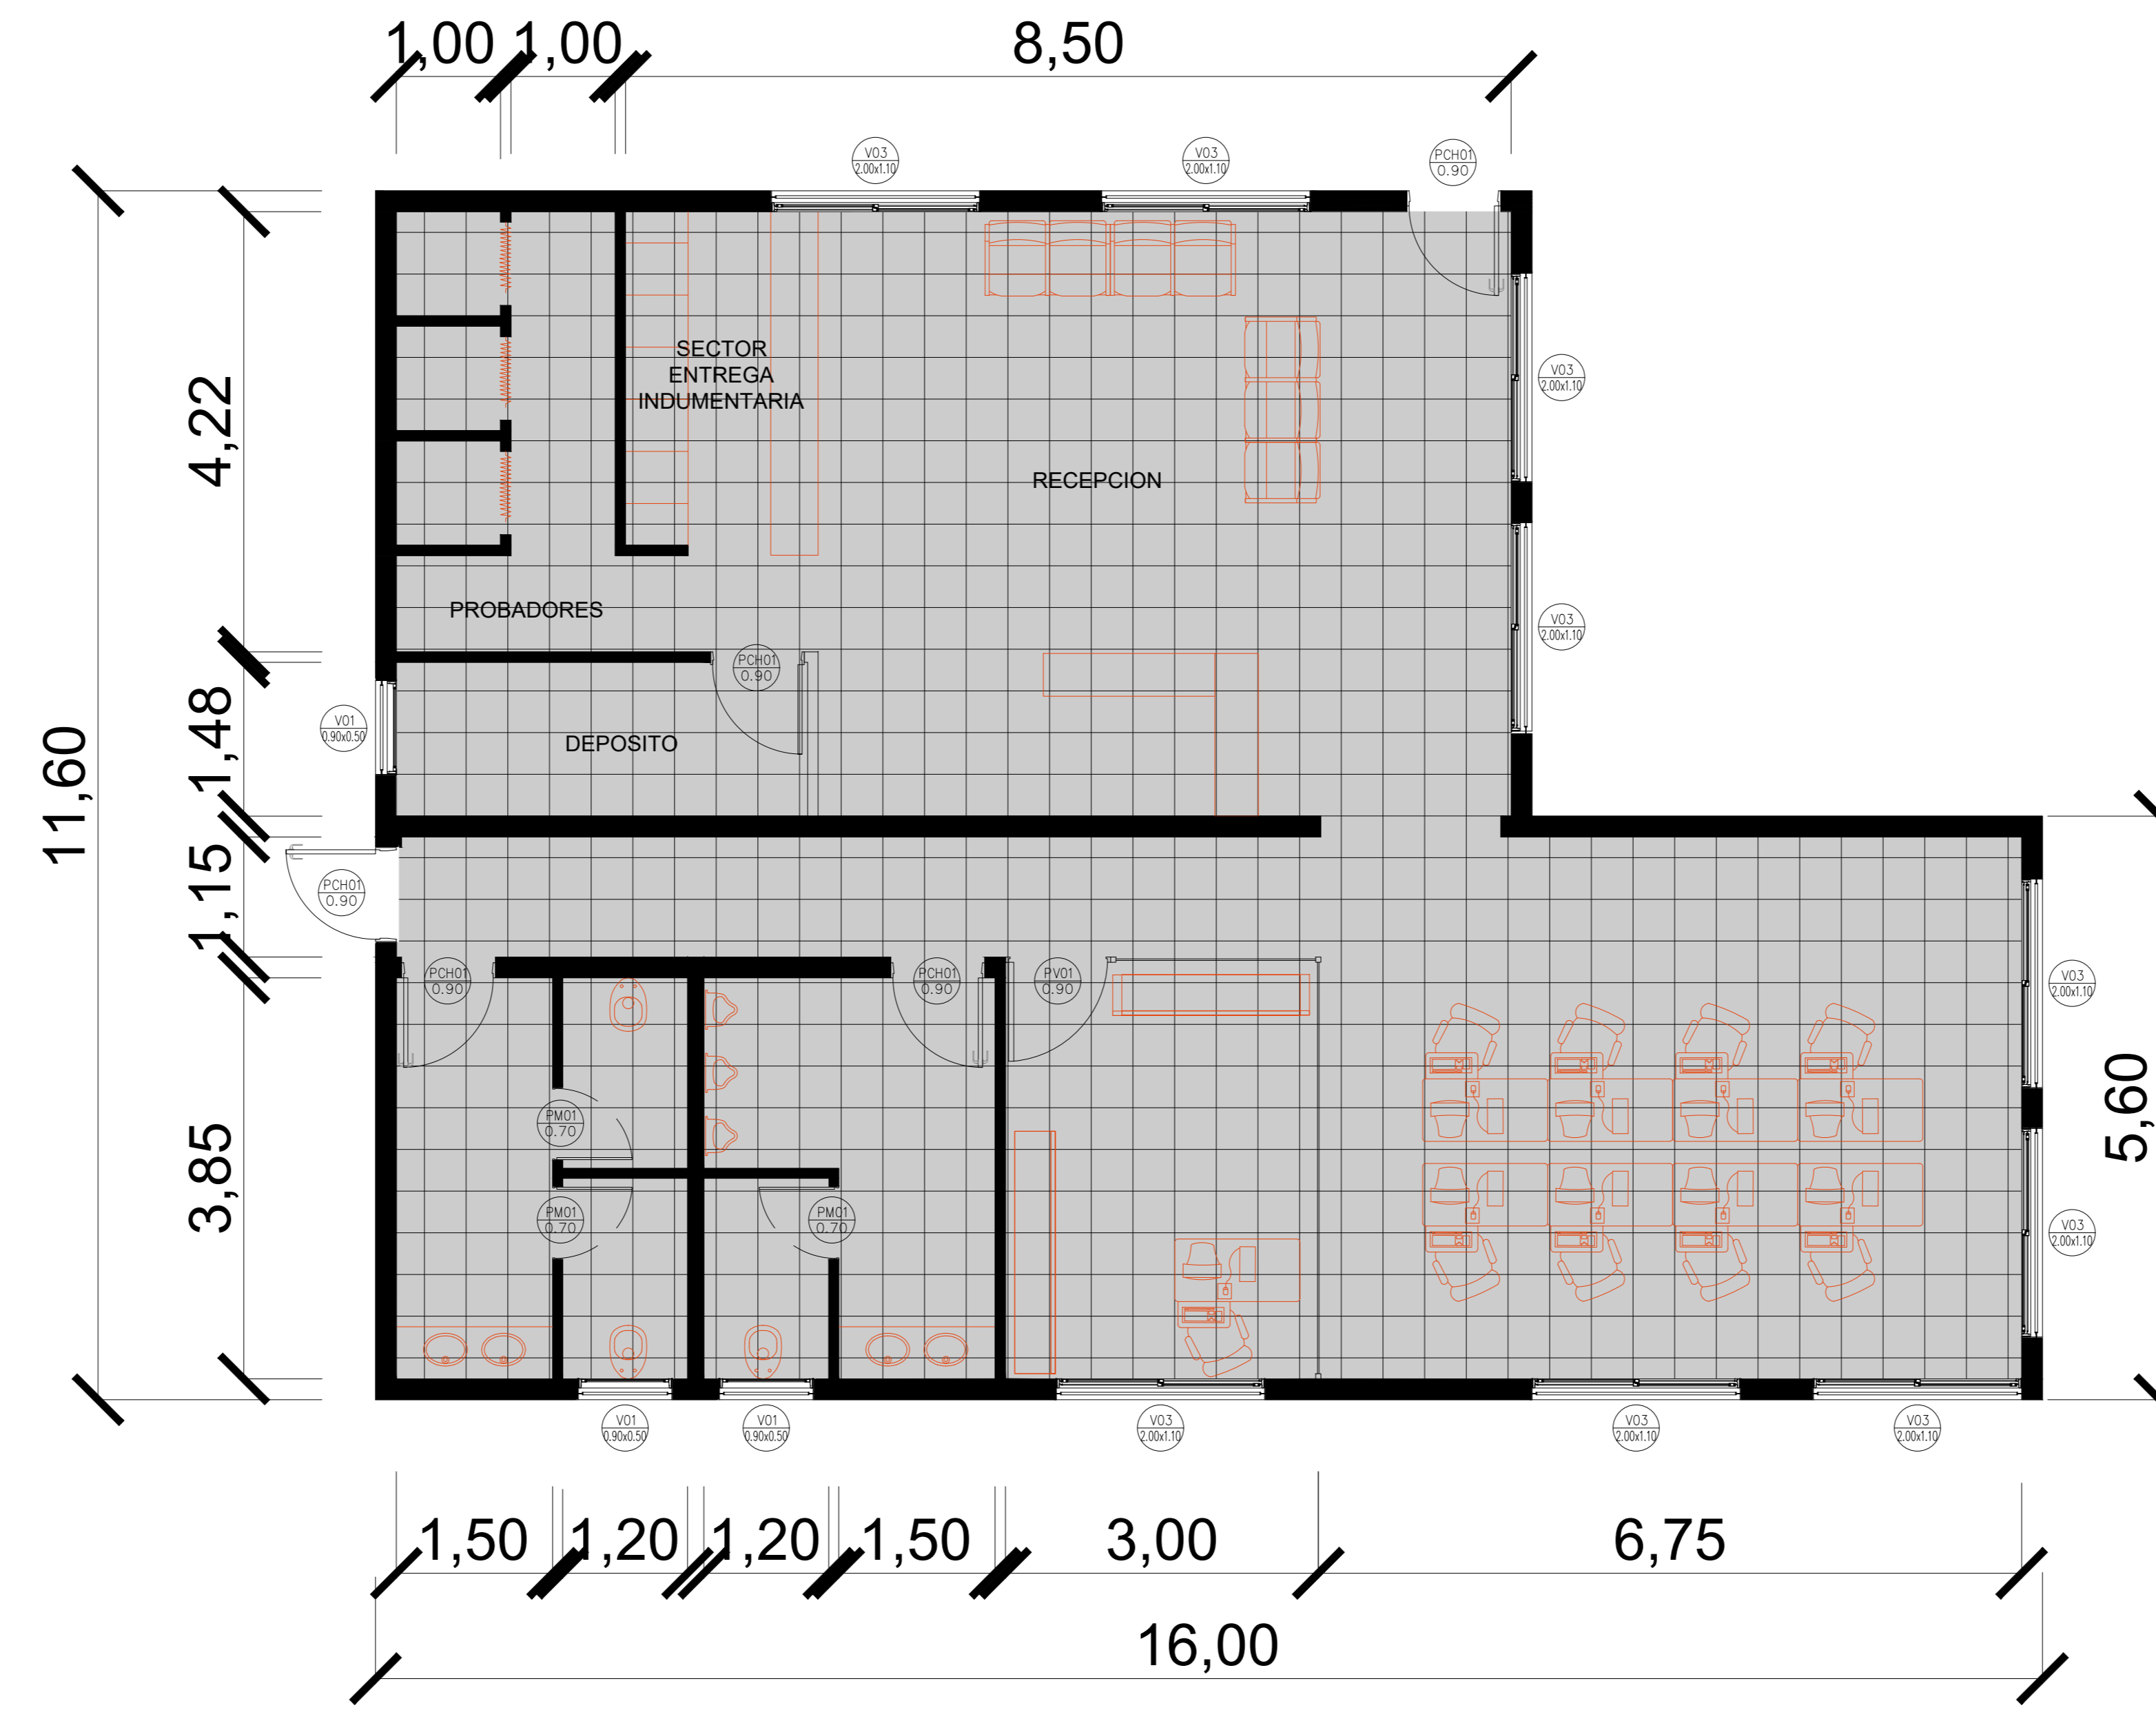 1,00 1,00 8,50
V03
2.00x1.10
V03
2.00x1.10
PCH01
0.90
SECTOR
ENTREGA
INDUMENTARIA
V03
2.00x1.10
4,22
RECEPCION
PROBADORES
V03
2.00x1.10
PCH01
0.90
1,48
V01
0.90x0.50
DEPOSITO
11,60
1,15
PCH01
0.90
PCH01
0.90
PCH01
0.90
PV01
0.90
V03
2.00x1.10
5,60
3,85
PM01
0.70
PM01
0.70
PM01
0.70
V03
2.00x1.10
V01
0.90x0.50
V01
0.90x0.50
V03
2.00x1.10
V03
2.00x1.10
V03
2.00x1.10
1,50 1,20 1,20 1,50 3,00 6,75
16,00